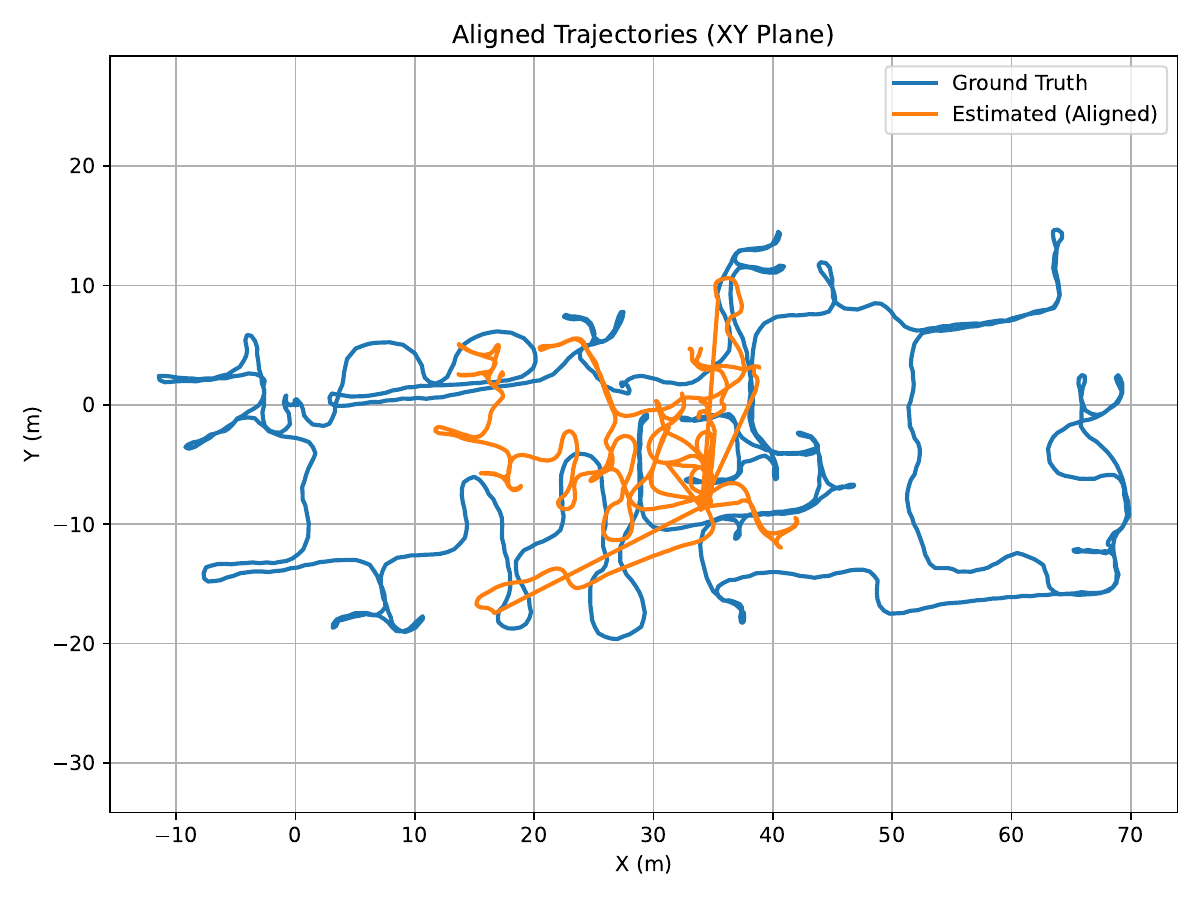 Aligned Trajectories (XY Plane)
Ground Truth
Estimated (Aligned)
20
10
0
−10
−20
−30
Y (m)
−10 0 10 20 30 40 50 60 70
X (m)